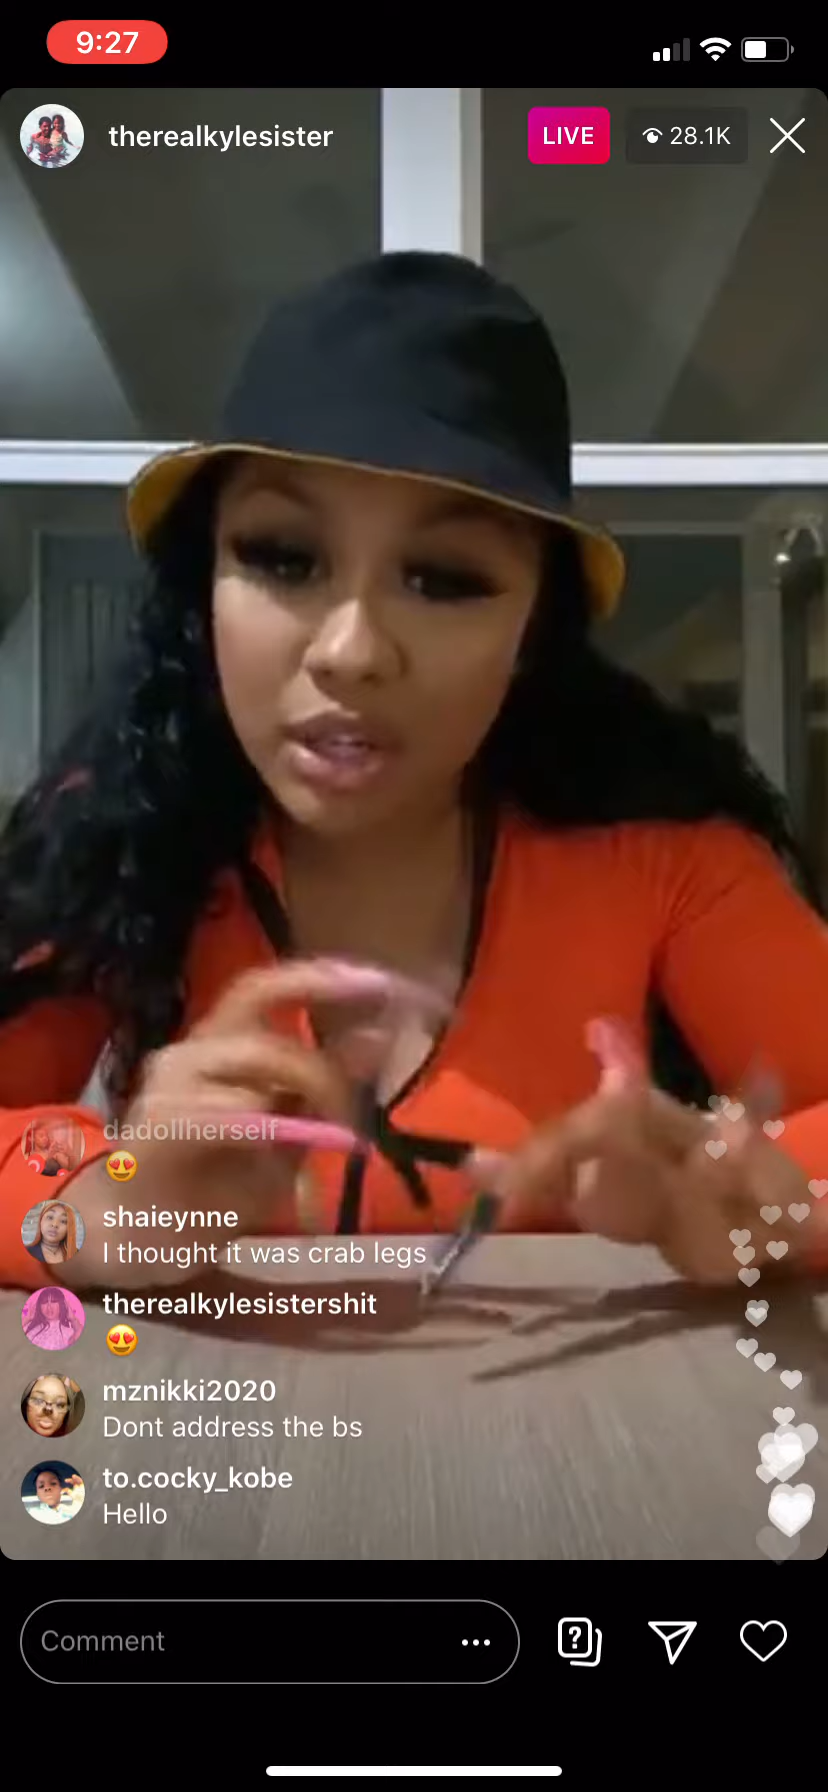 9:27
therealkylesister
LIVE
28.1K
dadollherself
😍
shaieynne
I thought it was crab legs
therealkylesistershit
😍
mznikki2020
Dont address the bs
to.cocky_kobe
Hello
Comment